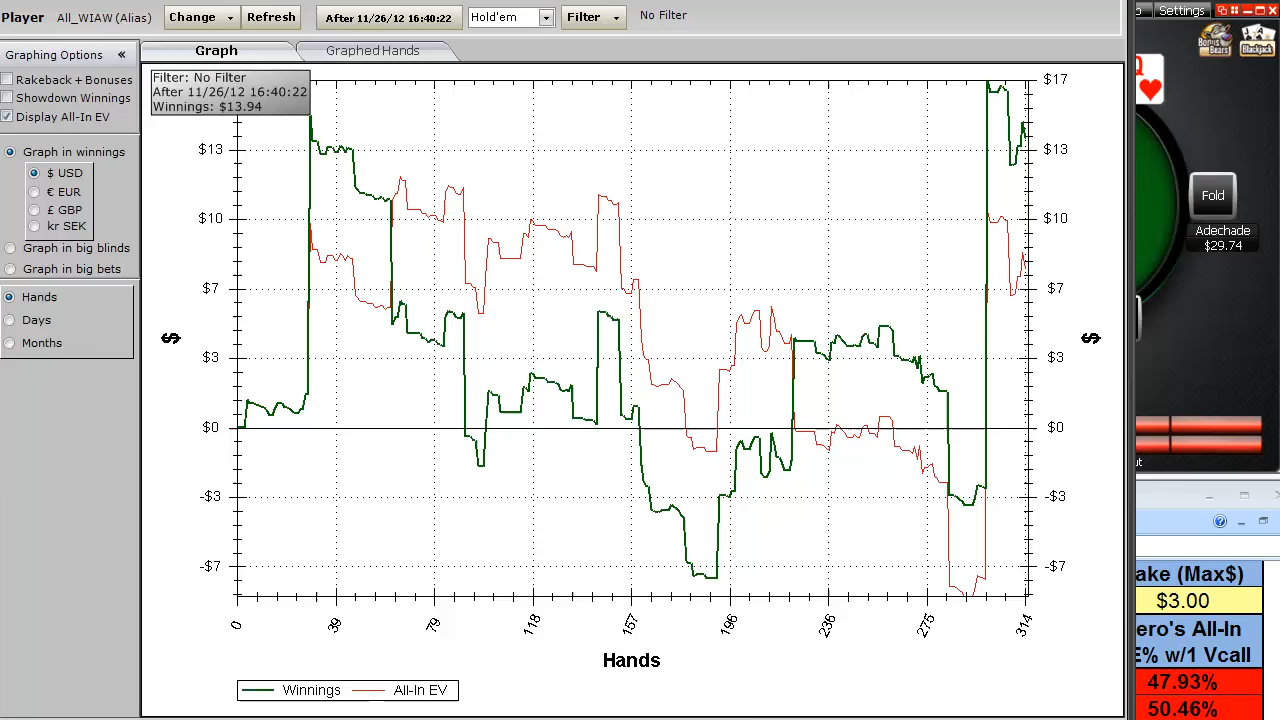 Player All_WIAW (Alias) Change Refresh After 11/26/12 16:40:22 Hold'em Filter No Filter
Settings
Graphing Options «
Graph Graphed Hands
Rakeback + Bonuses
Showdown Winnings
Display All-In EV
Graph in winnings
$ USD
€ EUR
£ GBP
kr SEK
Graph in big blinds
Graph in big bets
Hands
Days
Months
Filter: No Filter
After 11/26/12 16:40:22
Winnings: $13.94
$17
$13 $13
$10 $10
$7 $7
$3 $3
$0 $0
-$3 -$3
-$7 -$7
$ $
0 39 79 118 157 196 236 275 314
Hands
Winnings All-In EV
BONUS BEARS
Blackjack
Q
Fold
Adechade
$29.74
ut
ake (Max$)
$3.00
ero's All-In
E% w/1 Vcall
47.93%
50.46%